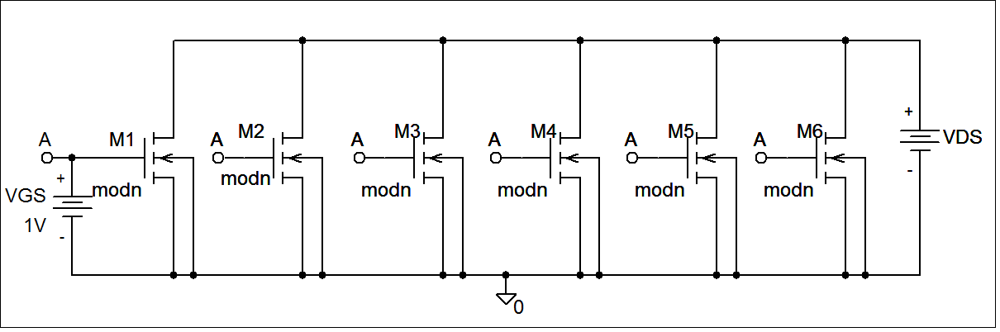 M1 M2 M3 M4 M5 M6
A A A A A A
+
VDS
+
-
modn modn modn modn modn modn
VGS
1V
-
0